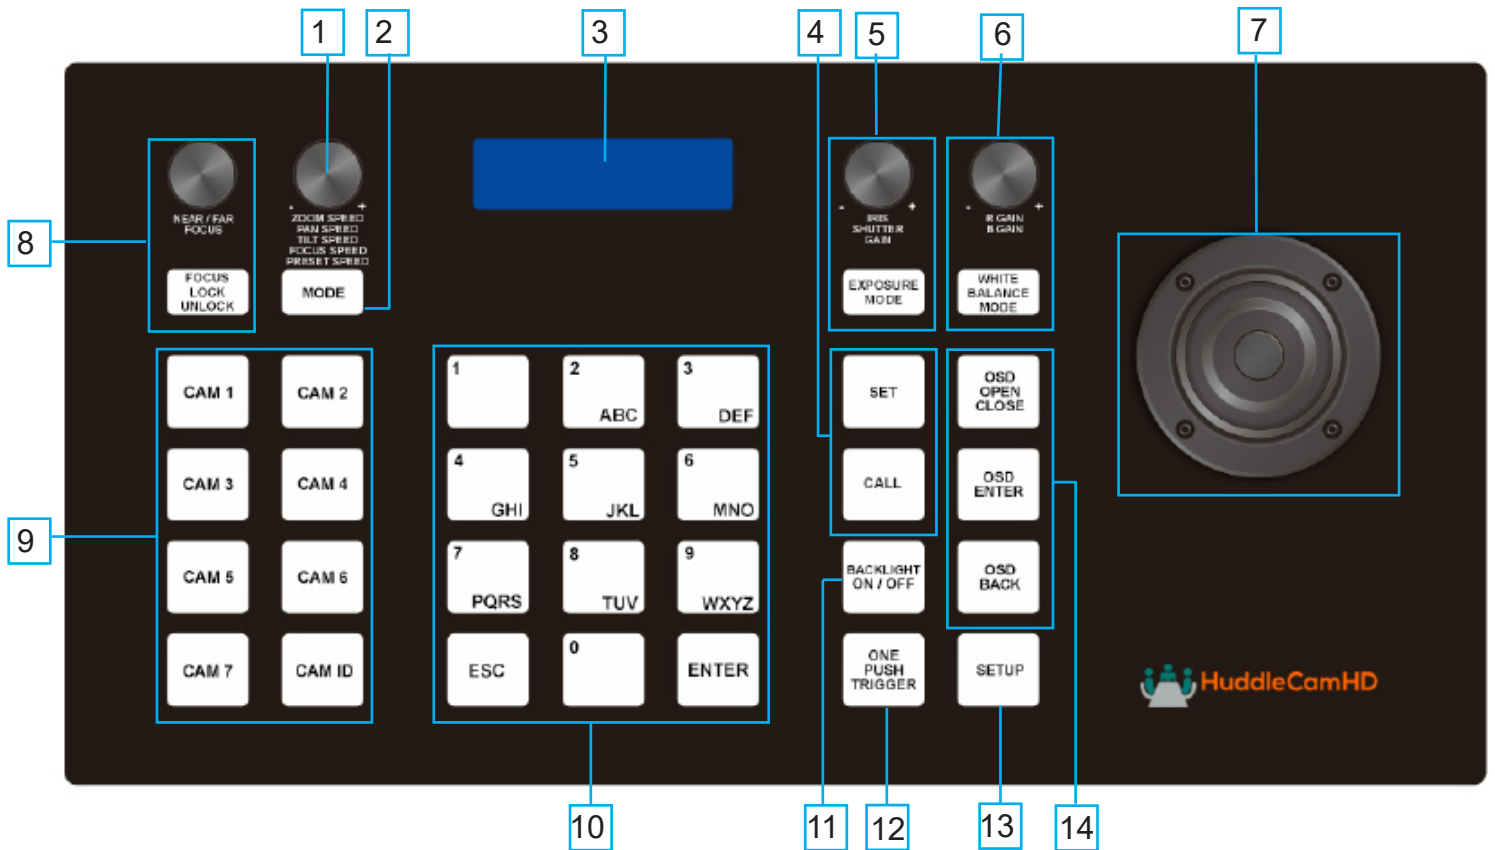 1
2
3
4
5
6
7
NEAR / FAR
FOCUS
- +
ZOOM SPEED
PAN SPEED
TILT SPEED
FOCUS SPEED
PRESET SPEED
- +
IRIS
SHUTTER
GAIN
- +
R GAIN
B GAIN
8
FOCUS
LOCK
UNLOCK
MODE
EXPOSURE
MODE
WHITE
BALANCE
MODE
CAM 1
CAM 2
1
2
ABC
3
DEF
SET
OSD
OPEN
CLOSE
CAM 3
CAM 4
4
GHI
5
JKL
6
MNO
CALL
OSD
ENTER
9
CAM 5
CAM 6
7
PQRS
8
TUV
9
WXYZ
BACKLIGHT
ON / OFF
OSD
BACK
CAM 7
CAM ID
ESC
0
ENTER
ONE
PUSH
TRIGGER
SETUP
HuddleCamHD
10
11
12
13
14